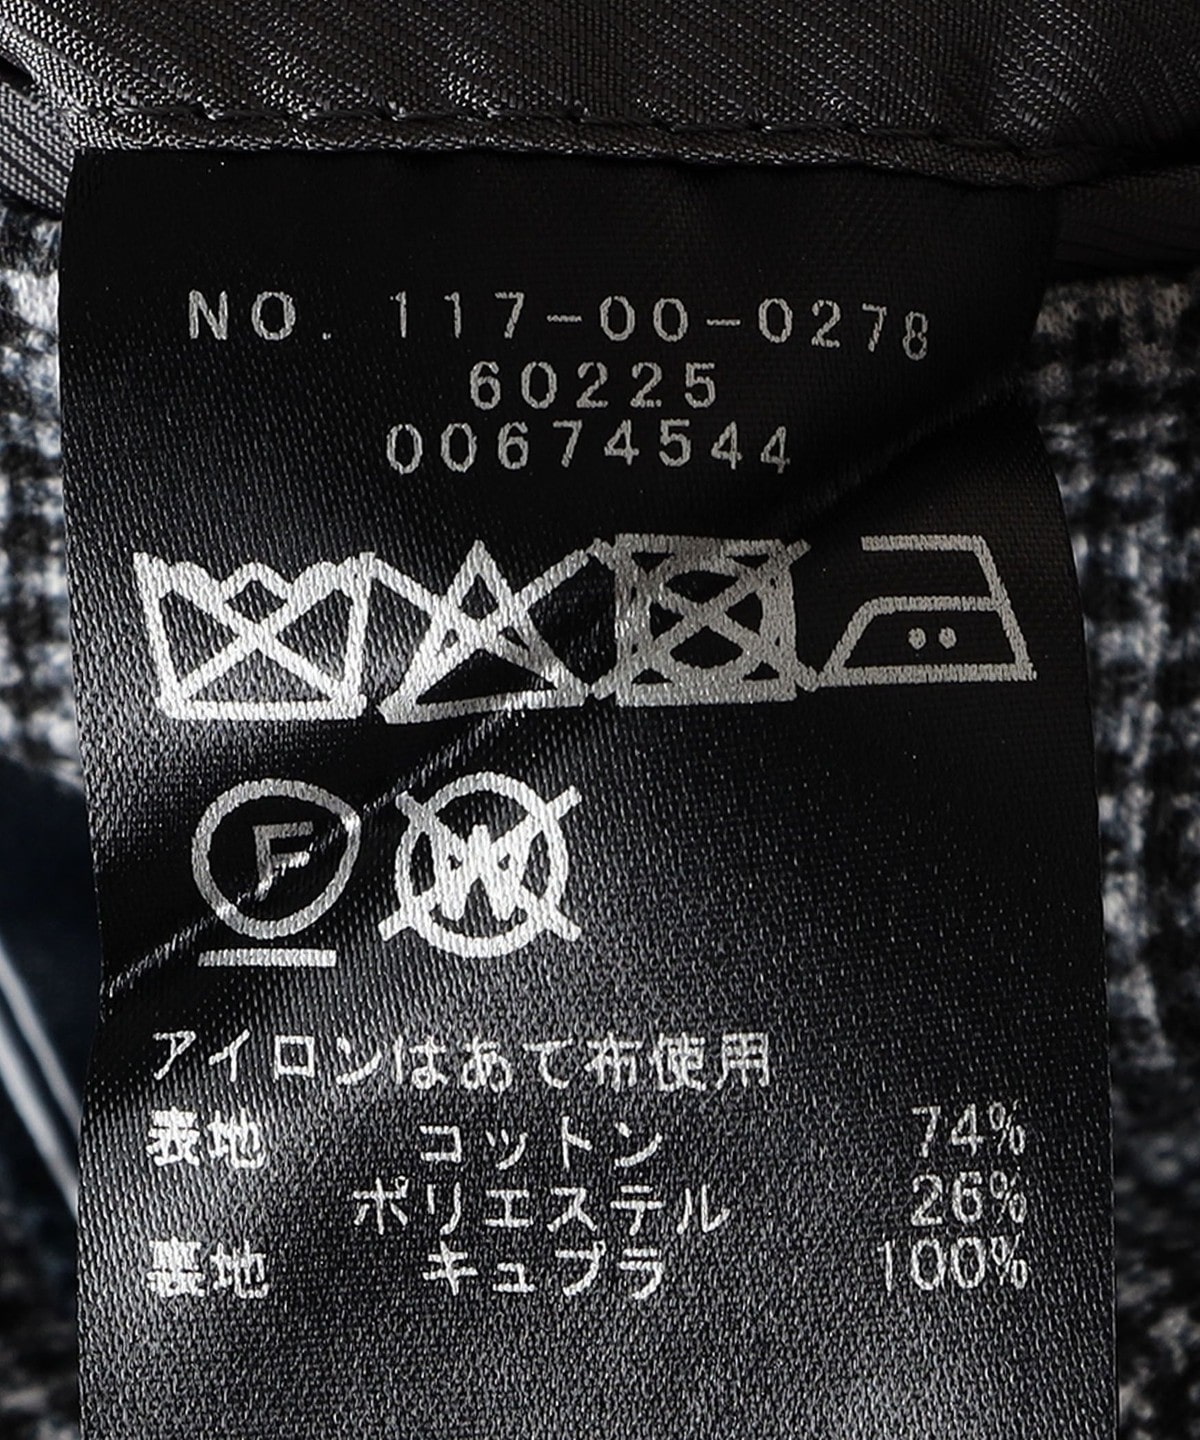 NO. 117-00-0278
60225
00674544
F
W
アイロンはあて布使用
表地 コットン 74%
ポリエステル 26%
裏地 キュプラ 100%